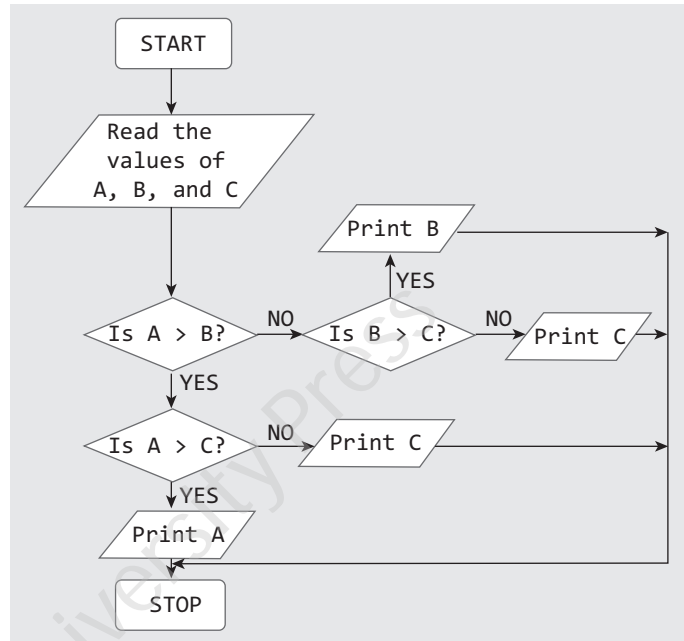 START
Read the
values of
A, B, and C
Print B
YES
Is A > B?
NO
Is B > C?
NO
Print C
YES
Is A > C?
NO
Print C
YES
Print A
STOP